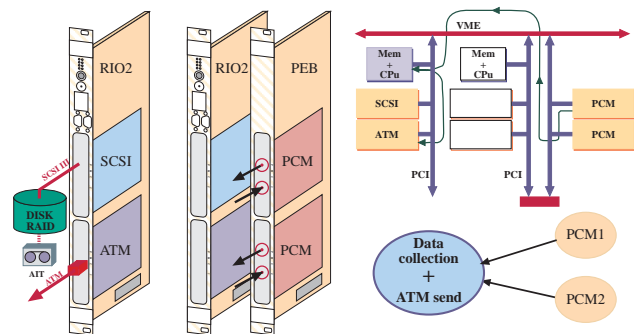 RIO2
SCSI
ATM
SCSI III
DISK
RAID
AIT
ATM
RIO2
PEB
PCM
PCM
VME
Mem
+
CPu
Mem
+
CPu
SCSI
PCM
ATM
PCM
PCI
PCI
Data
collection
+
ATM send
PCM1
PCM2